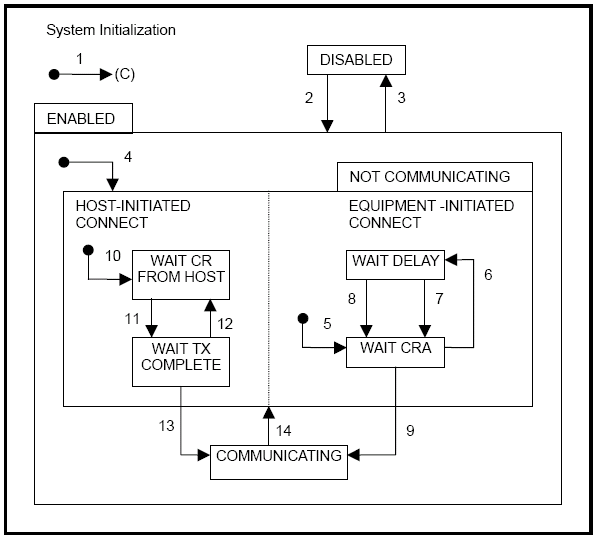 System Initialization
1
(C)
DISABLED
2
3
ENABLED
4
NOT COMMUNICATING
HOST-INITIATED
CONNECT
EQUIPMENT -INITIATED
CONNECT
10
WAIT CR
FROM HOST
WAIT DELAY
6
8
7
11
12
5
WAIT TX
COMPLETE
WAIT CRA
13
14
9
COMMUNICATING